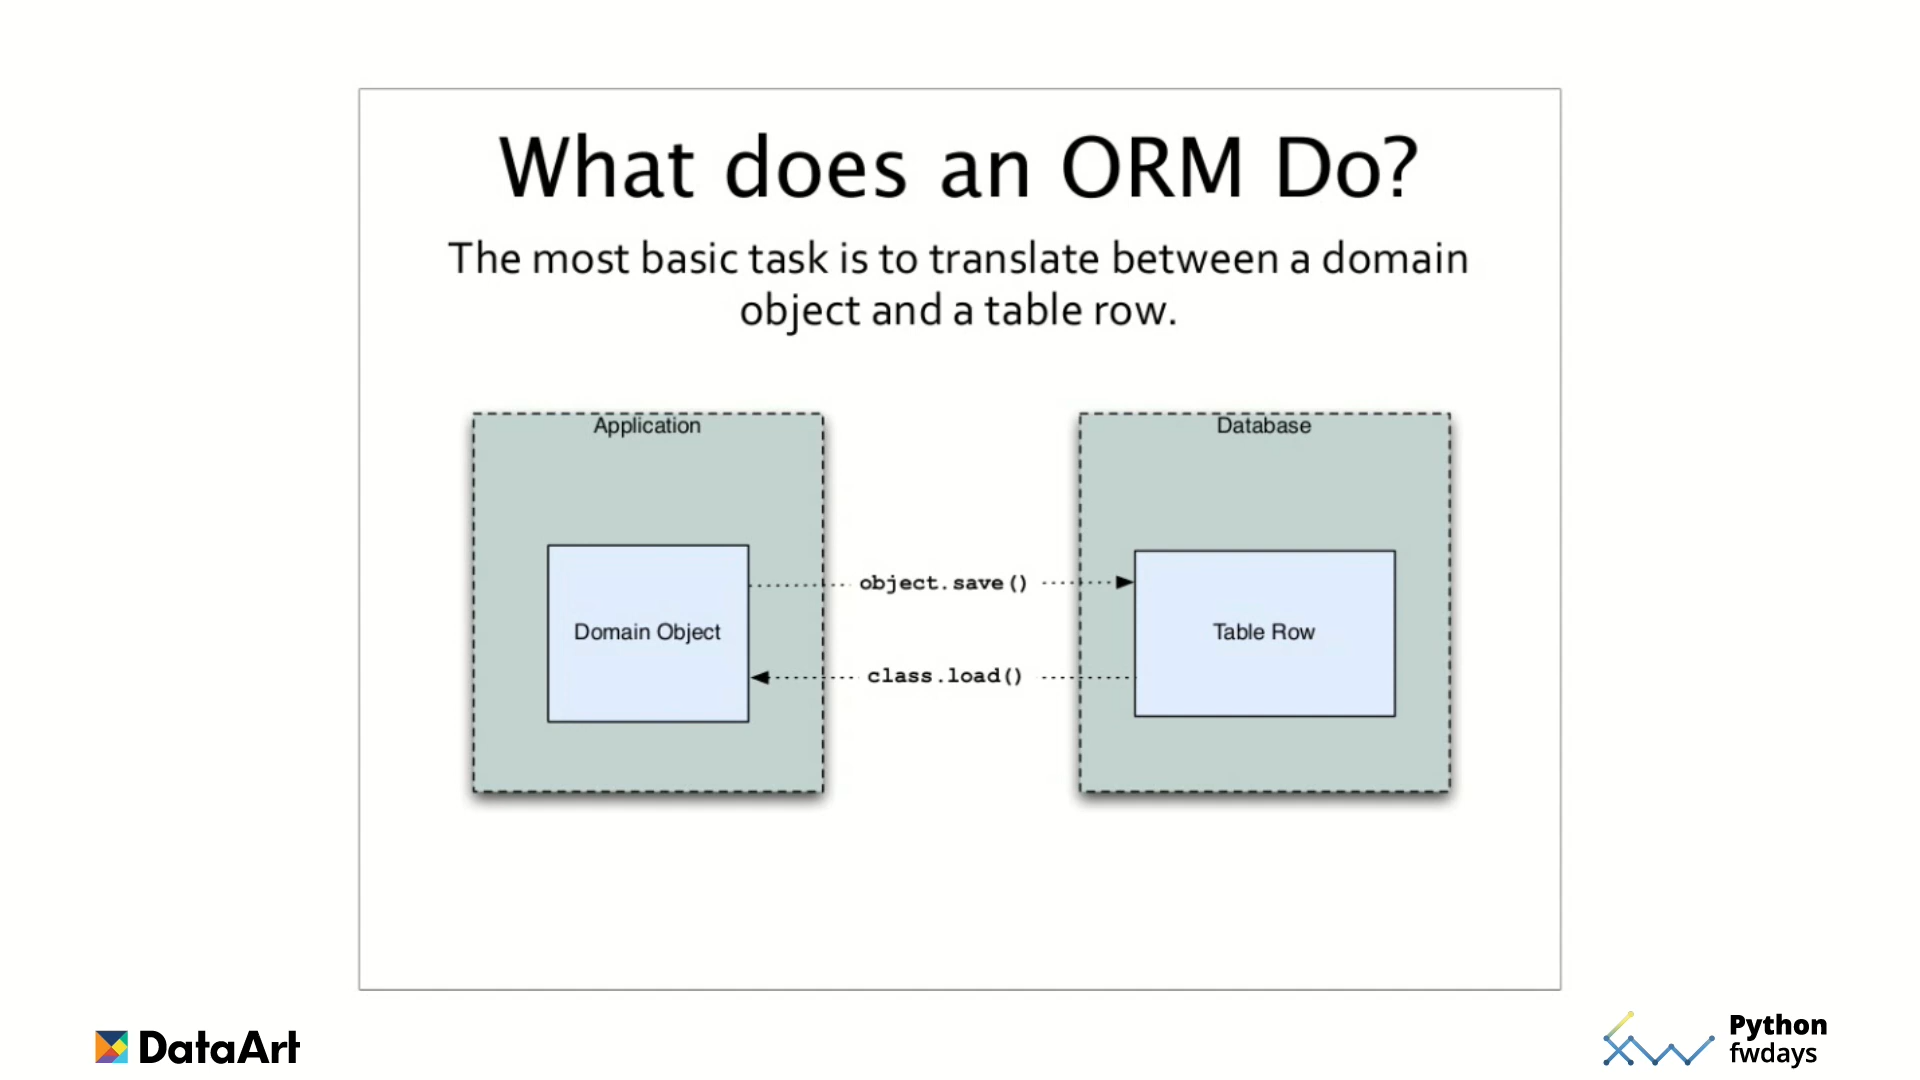 What does an ORM Do?
The most basic task is to translate between a domain
object and a table row.
Application
Database
object.save()
Domain Object
Table Row
class.load()
DataArt
Python
fwdays